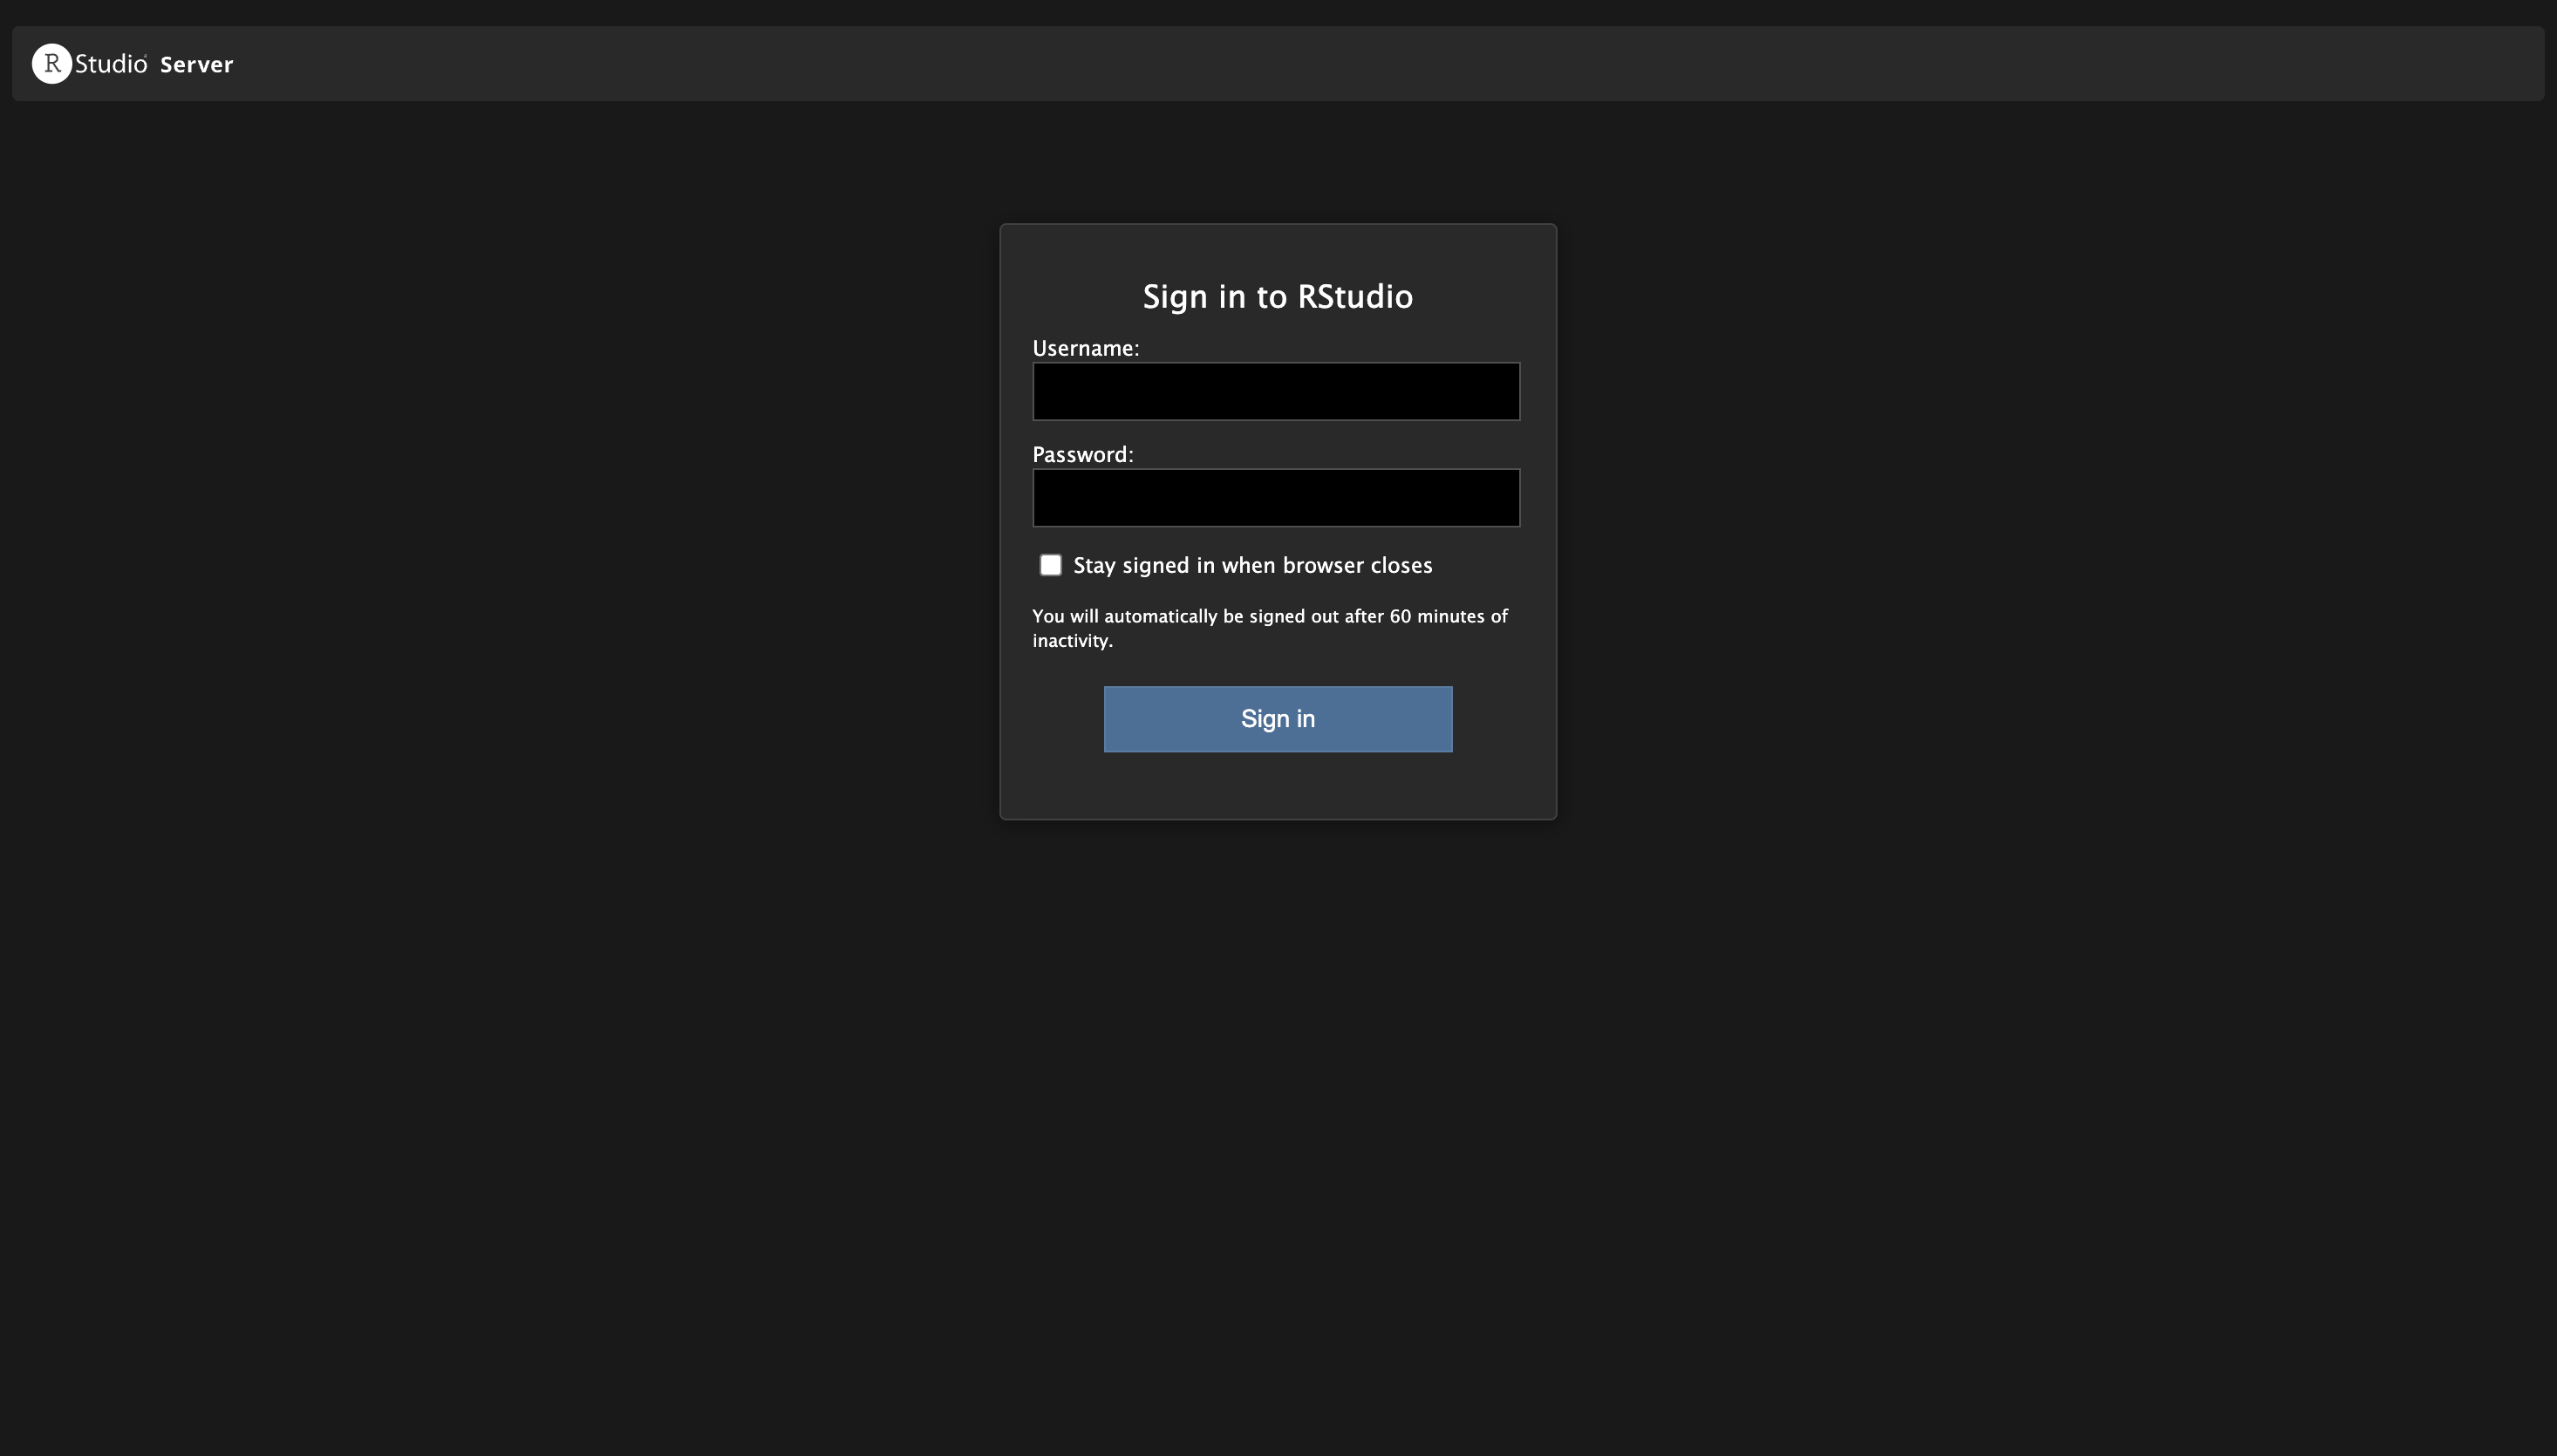 RStudio Server
Sign in to RStudio
Username:
Password:
Stay signed in when browser closes
You will automatically be signed out after 60 minutes of
inactivity.
Sign in